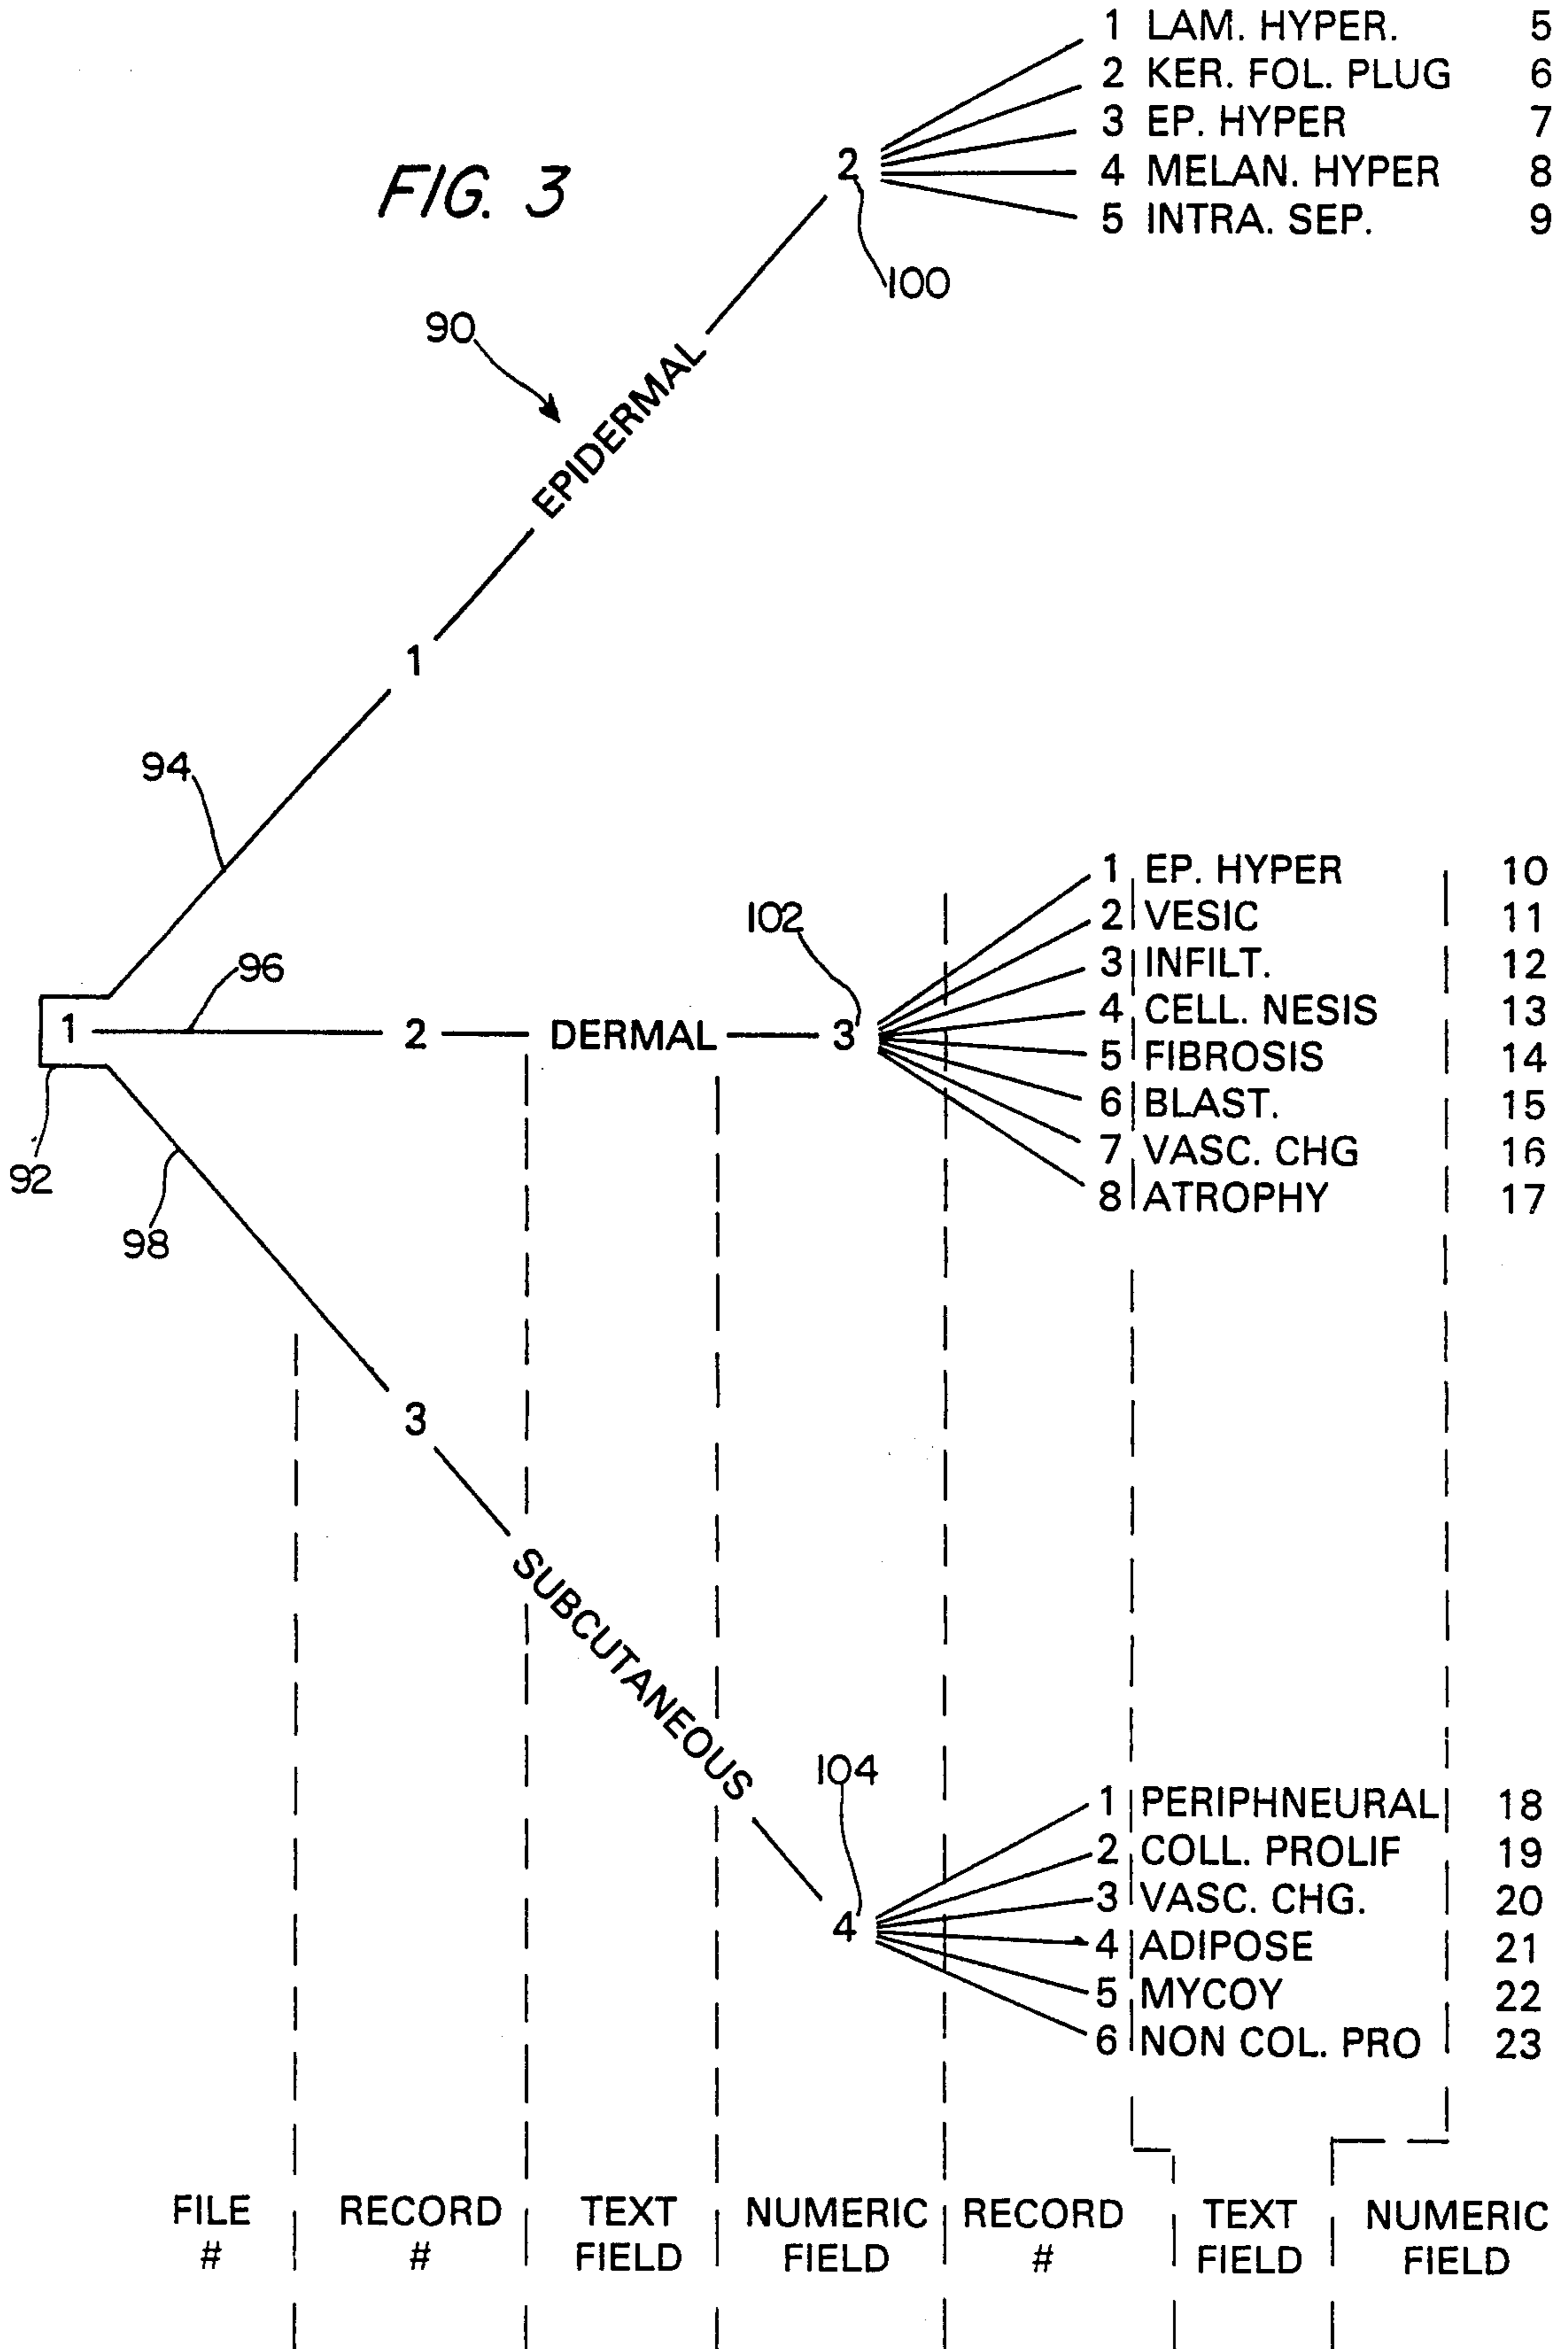 FIG. 3
1 LAM. HYPER. 5
2 KER. FOL. PLUG 6
3 EP. HYPER 7
4 MELAN. HYPER 8
5 INTRA. SEP. 9
2
100
90
EPIDERMAL
1
94
1 EP. HYPER 10
2 VESIC 11
3 INFILT. 12
4 CELL. NESIS 13
5 FIBROSIS 14
6 BLAST. 15
7 VASC. CHG 16
8 ATROPHY 17
102
96
1 2 DERMAL 3
92
98
3
SUBCUTANEOUS
104
4
1 PERIPHNEURAL 18
2 COLL. PROLIF 19
3 VASC. CHG. 20
4 ADIPOSE 21
5 MYCOY 22
6 NON COL. PRO 23
FILE RECORD TEXT NUMERIC RECORD TEXT NUMERIC
# # FIELD FIELD # FIELD FIELD